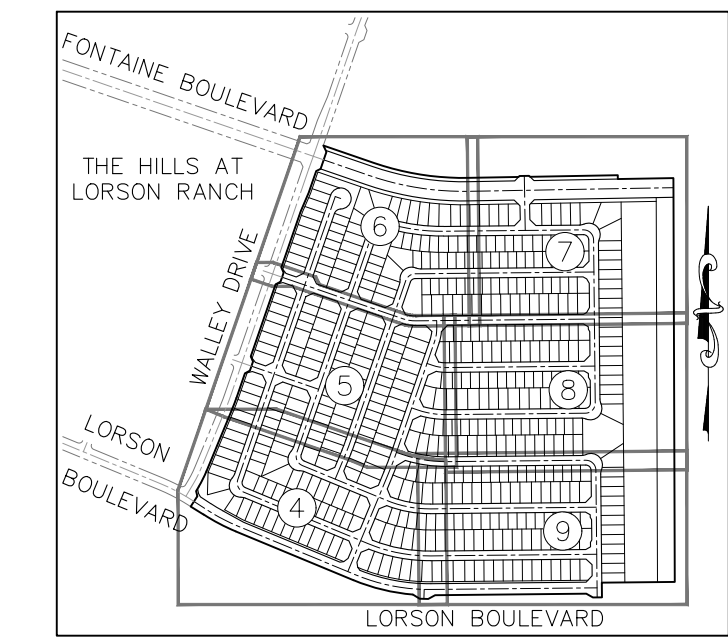 FONTAINE BOULEVARD
THE HILLS AT
LORSON RANCH
6
7
WALLEY DRIVE
5
8
LORSON
BOULEVARD
4
9
LORSON BOULEVARD